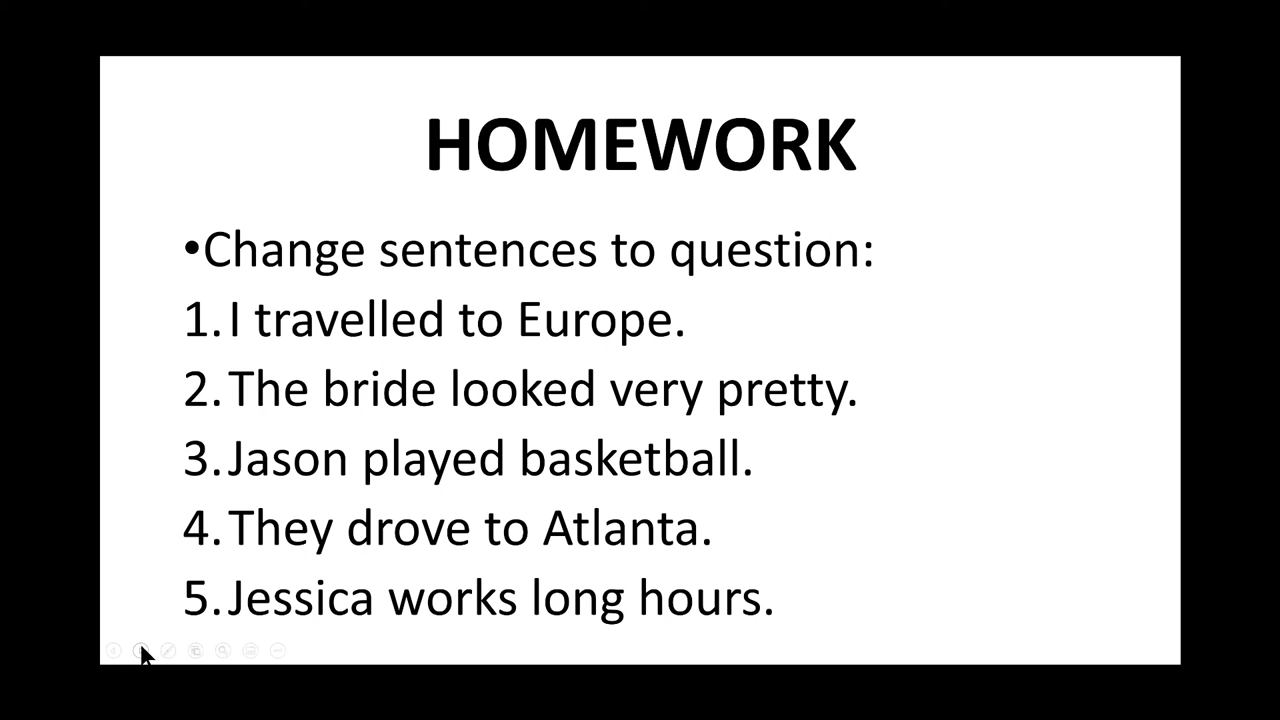 HOMEWORK
•Change sentences to question:
1. I travelled to Europe.
2. The bride looked very pretty.
3. Jason played basketball.
4. They drove to Atlanta.
5. Jessica works long hours.